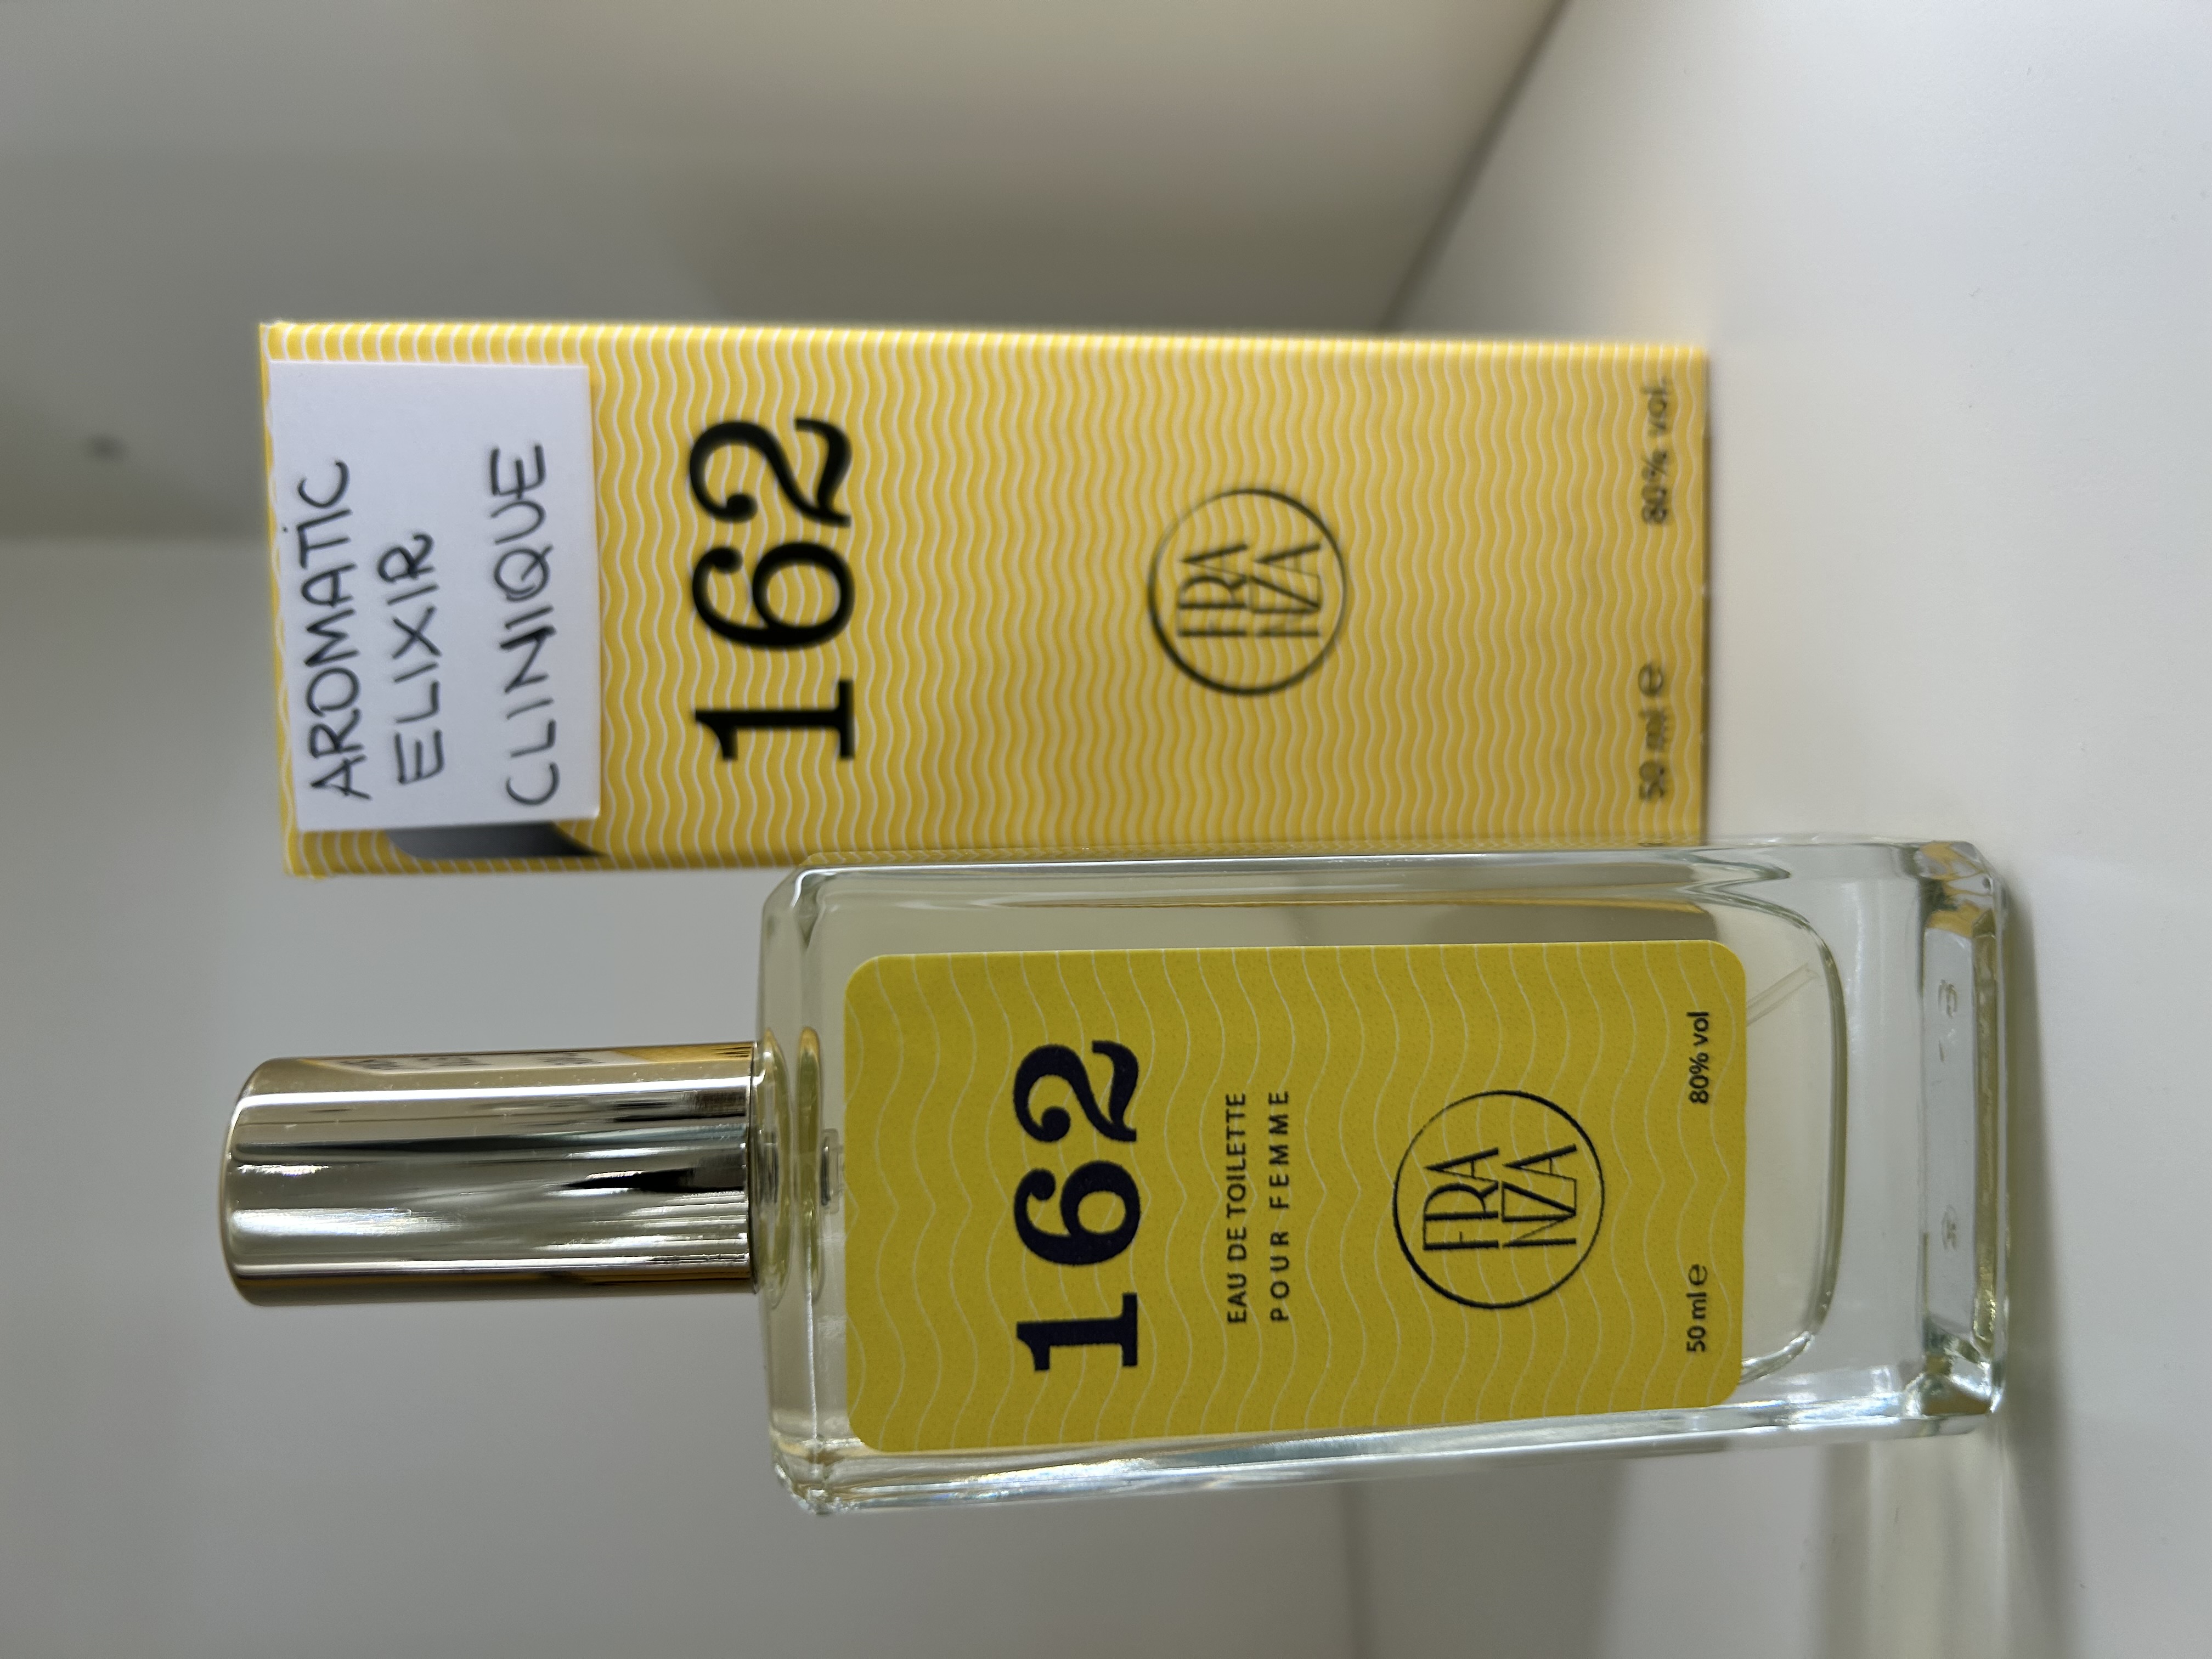 AROMATIC
ELIXIR
CLINIQUE
162
FRA
NZA
50 ml e 80% vol.
162
EAU DE TOILETTE
POUR FEMME
FRA
NZA
50 ml e 80% vol